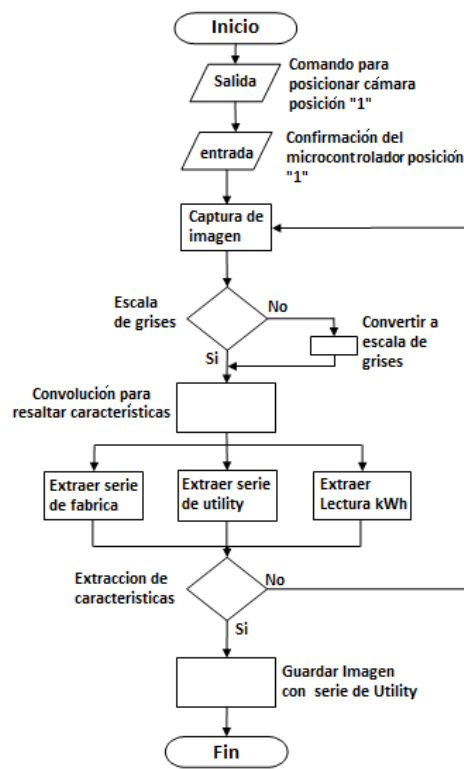 Inicio
Salida
Comando para
posicionar cámara
posición "1"
entrada
Confirmación del
microcontrolador posición
"1"
Captura de
imagen
Escala
de grises
No
Convertir a
escala de
grises
Si
Convolución para
resaltar características
Extraer serie
de fabrica
Extraer serie
de utility
Extraer
Lectura kWh
Extraccion de
caracteristicas
No
Si
Guardar Imagen
con serie de Utility
Fin